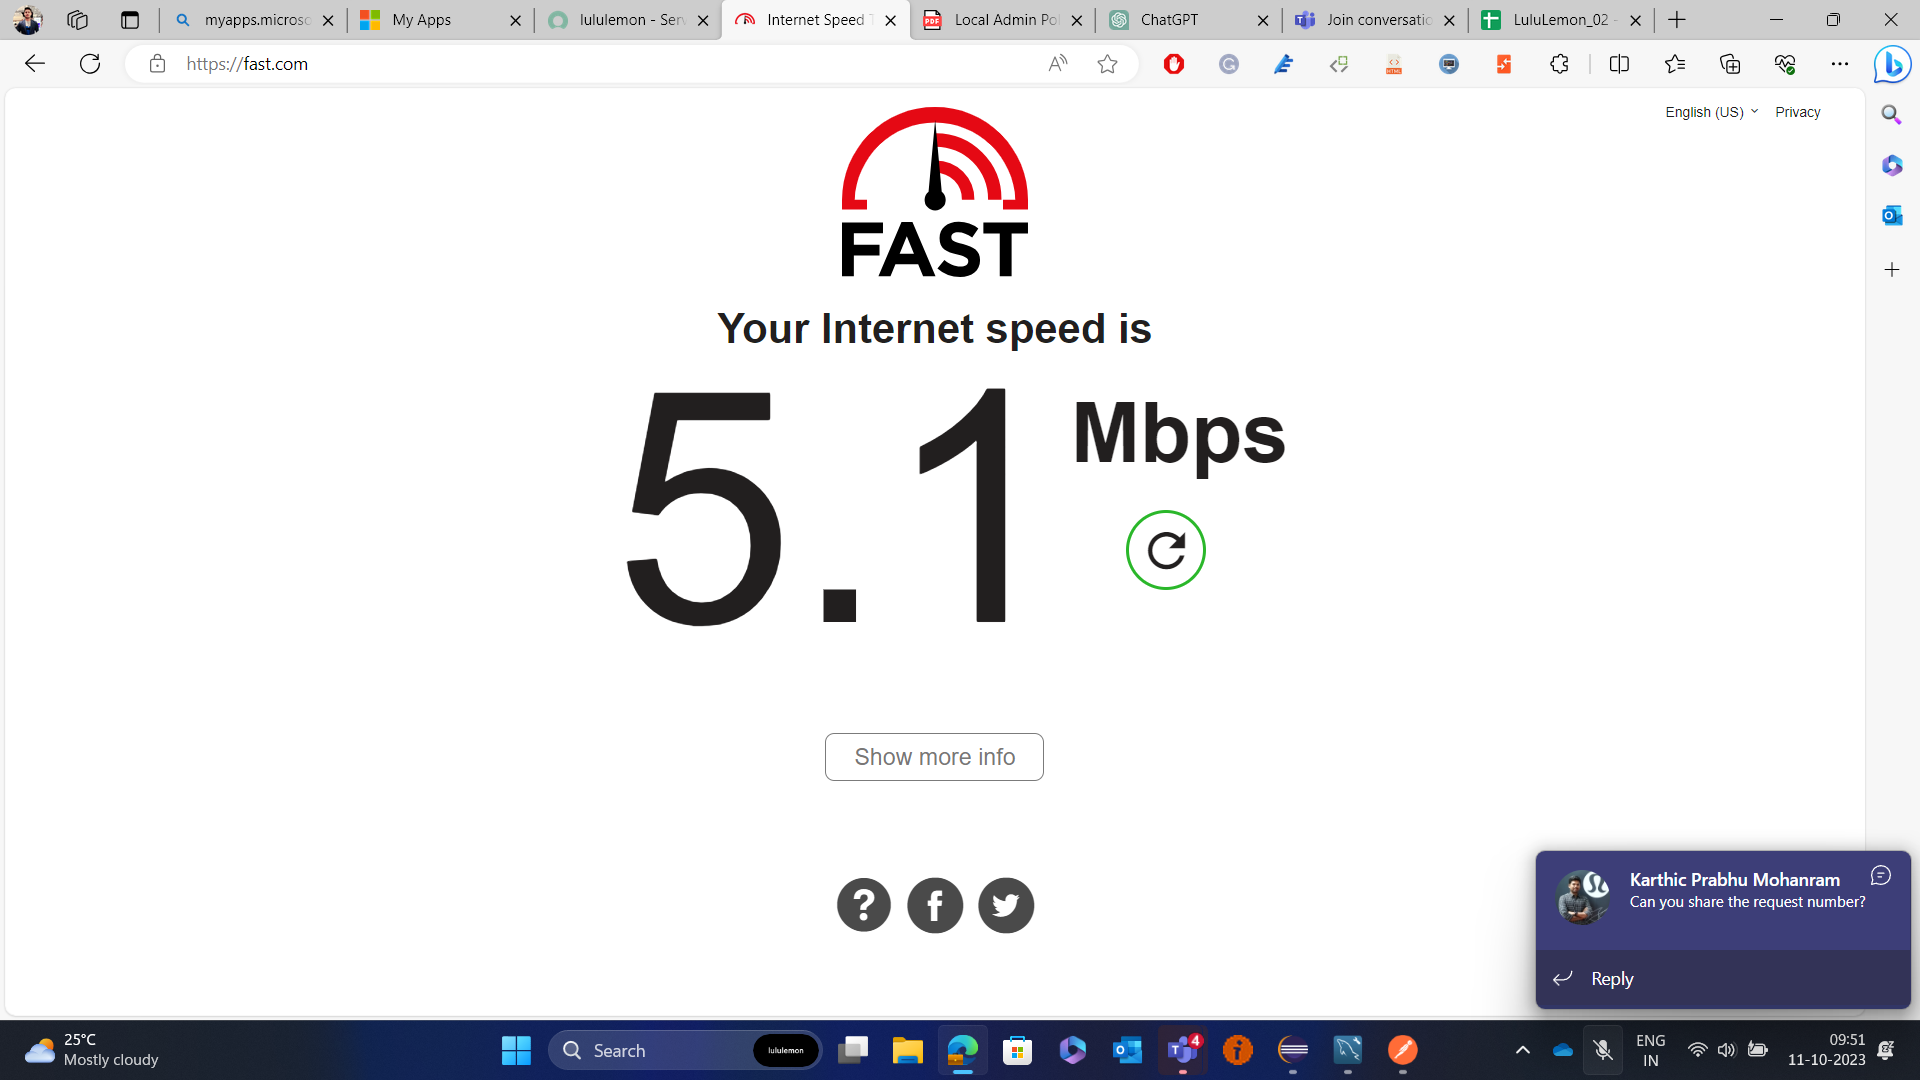 myapps.microso
My Apps
lululemon - Serv
Internet Speed T
Local Admin Pol
ChatGPT
Join conversatio
LuluLemon_02 -
https://fast.com
English (US)
Privacy
FAST
Your Internet speed is
5.1 Mbps
Show more info
Karthic Prabhu Mohanram
Can you share the request number?
Reply
25°C
Mostly cloudy
Search
lululemon
4
ENG
IN
09:51
11-10-2023